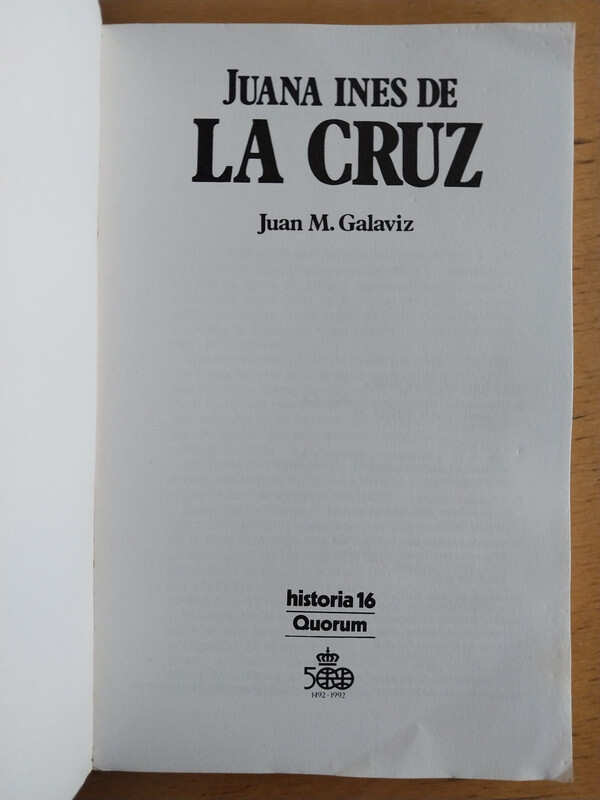 JUANA INES DE
LA CRUZ
Juan M. Galaviz
historia 16
Quorum
500
1492-1992